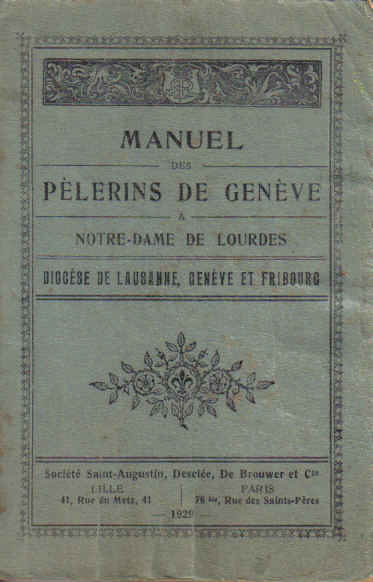 MANUEL
DES
PÈLERINS DE GENÈVE
A
NOTRE-DAME DE LOURDES
DIOCÈSE DE LAUSANNE, GENÈVE ET FRIBOURG
Société Saint-Augustin, Desclée, De Brouwer et Cie
LILLE
41, Rue du Metz, 41
PARIS
76 bis, Rue des Saints-Pères
— 1929 —